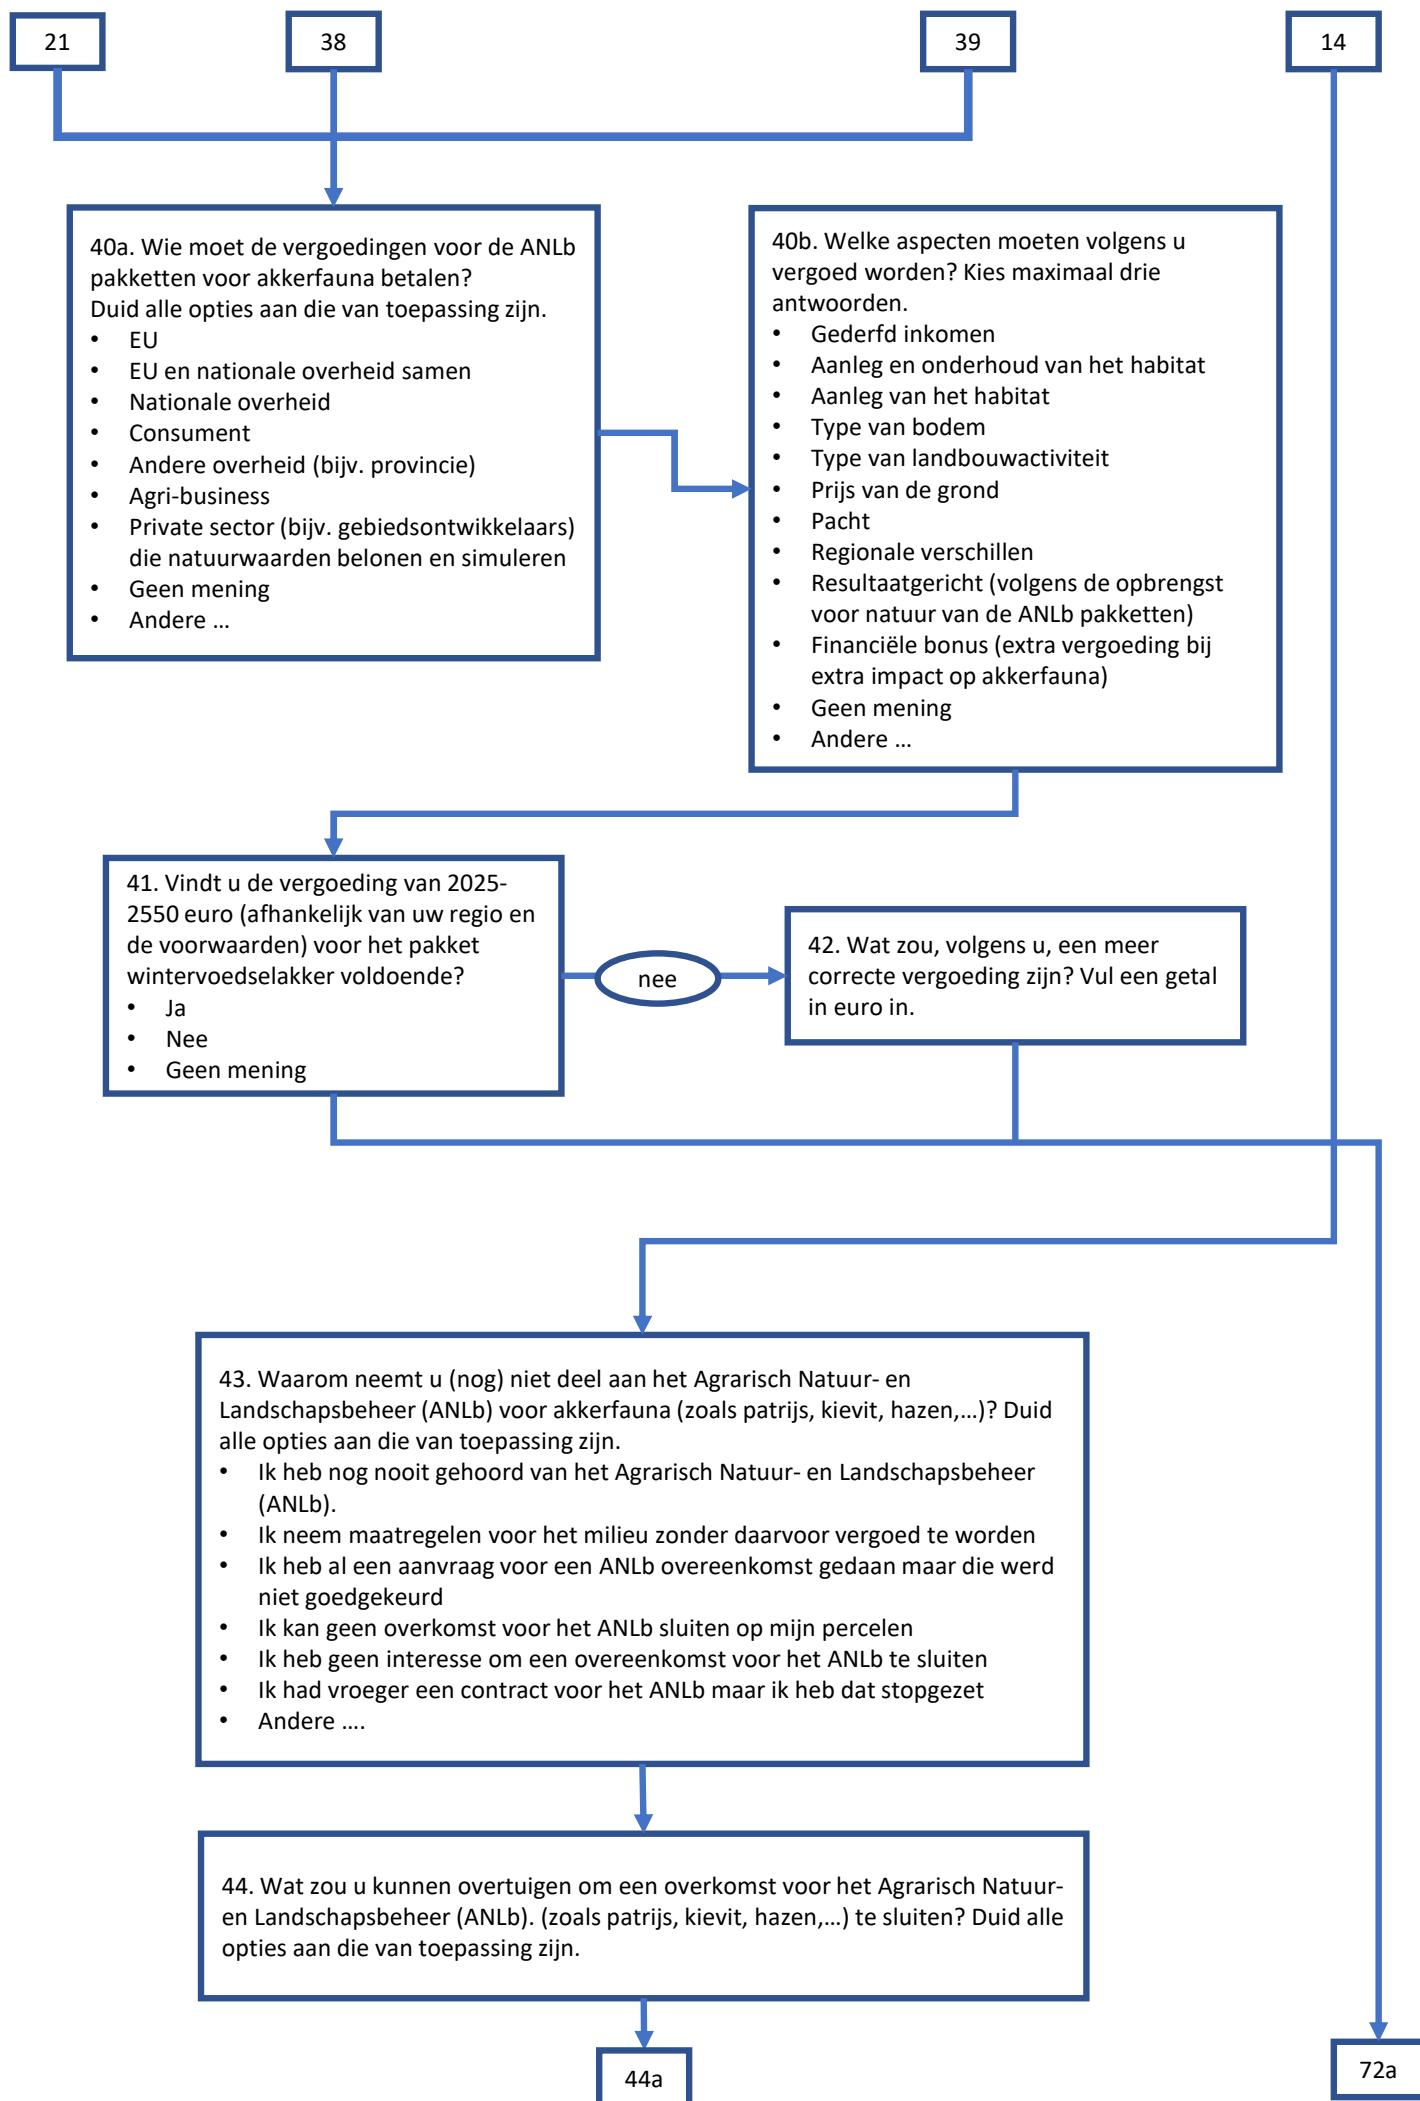 21
38
39
14
40a. Wie moet de vergoedingen voor de ANLb
pakketten voor akkerfauna betalen?
Duid alle opties aan die van toepassing zijn.
• EU
• EU en nationale overheid samen
• Nationale overheid
• Consument
• Andere overheid (bijv. provincie)
• Agri-business
• Private sector (bijv. gebiedsontwikkelaars)
die natuurwaarden belonen en simuleren
• Geen mening
• Andere …
40b. Welke aspecten moeten volgens u
vergoed worden? Kies maximaal drie
antwoorden.
• Gederfd inkomen
• Aanleg en onderhoud van het habitat
• Aanleg van het habitat
• Type van bodem
• Type van landbouwactiviteit
• Prijs van de grond
• Pacht
• Regionale verschillen
• Resultaatgericht (volgens de opbrengst
voor natuur van de ANLb pakketten)
• Financiële bonus (extra vergoeding bij
extra impact op akkerfauna)
• Geen mening
• Andere …
41. Vindt u de vergoeding van 2025-
2550 euro (afhankelijk van uw regio en
de voorwaarden) voor het pakket
wintervoedselakker voldoende?
• Ja
• Nee
• Geen mening
nee
42. Wat zou, volgens u, een meer
correcte vergoeding zijn? Vul een getal
in euro in.
43. Waarom neemt u (nog) niet deel aan het Agrarisch Natuur- en
Landschapsbeheer (ANLb) voor akkerfauna (zoals patrijs, kievit, hazen,…)? Duid
alle opties aan die van toepassing zijn.
• Ik heb nog nooit gehoord van het Agrarisch Natuur- en Landschapsbeheer
(ANLb).
• Ik neem maatregelen voor het milieu zonder daarvoor vergoed te worden
• Ik heb al een aanvraag voor een ANLb overeenkomst gedaan maar die werd
niet goedgekeurd
• Ik kan geen overkomst voor het ANLb sluiten op mijn percelen
• Ik heb geen interesse om een overeenkomst voor het ANLb te sluiten
• Ik had vroeger een contract voor het ANLb maar ik heb dat stopgezet
• Andere ….
44. Wat zou u kunnen overtuigen om een overkomst voor het Agrarisch Natuur-
en Landschapsbeheer (ANLb). (zoals patrijs, kievit, hazen,…) te sluiten? Duid alle
opties aan die van toepassing zijn.
44a
72a